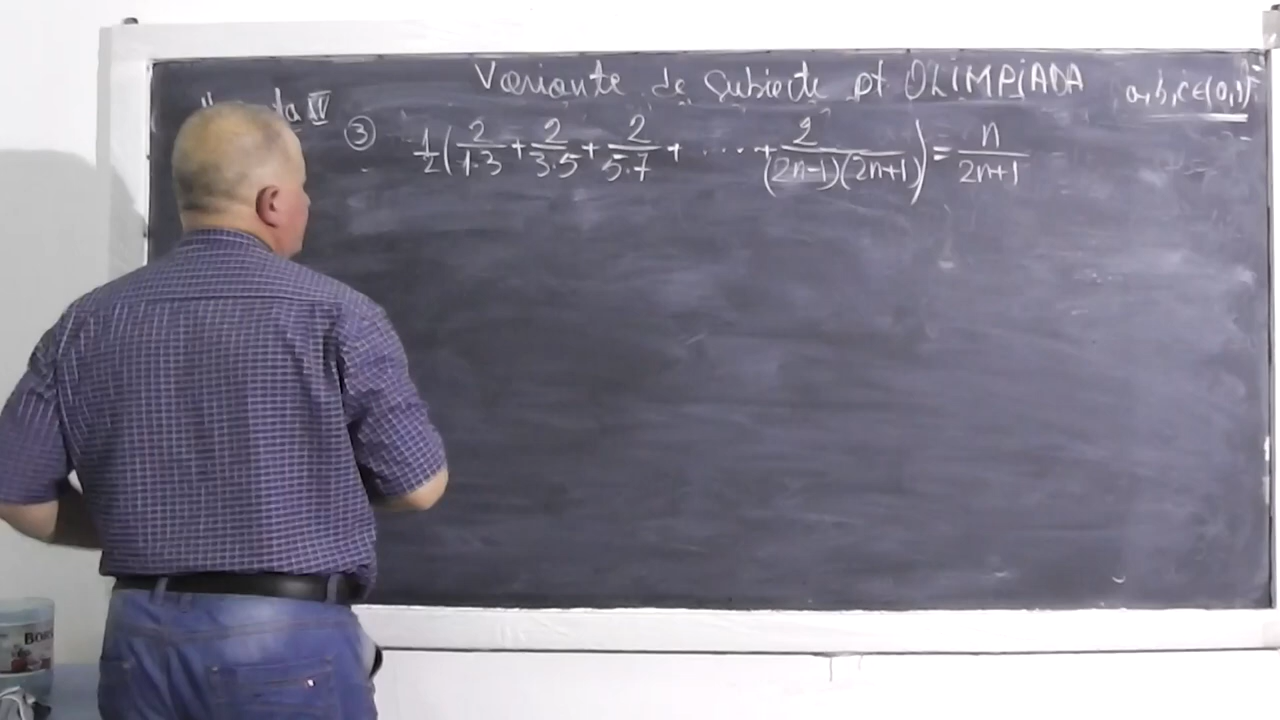 Variante de subiecte pt OLIMPIADA
a,b,c∈(0,1)
IV
③ 1/2(2/1·3+2/3·5+2/5·7+.....+2/(2n-1)(2n+1))=n/2n+1